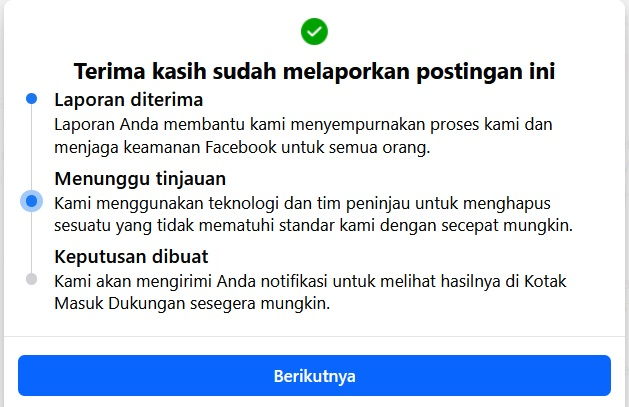 Terima kasih sudah melaporkan postingan ini
Laporan diterima
Laporan Anda membantu kami menyempurnakan proses kami dan
menjaga keamanan Facebook untuk semua orang.
Menunggu tinjauan
Kami menggunakan teknologi dan tim peninjau untuk menghapus
sesuatu yang tidak mematuhi standar kami dengan secepat mungkin.
Keputusan dibuat
Kami akan mengirimi Anda notifikasi untuk melihat hasilnya di Kotak
Masuk Dukungan sesegera mungkin.
Berikutnya